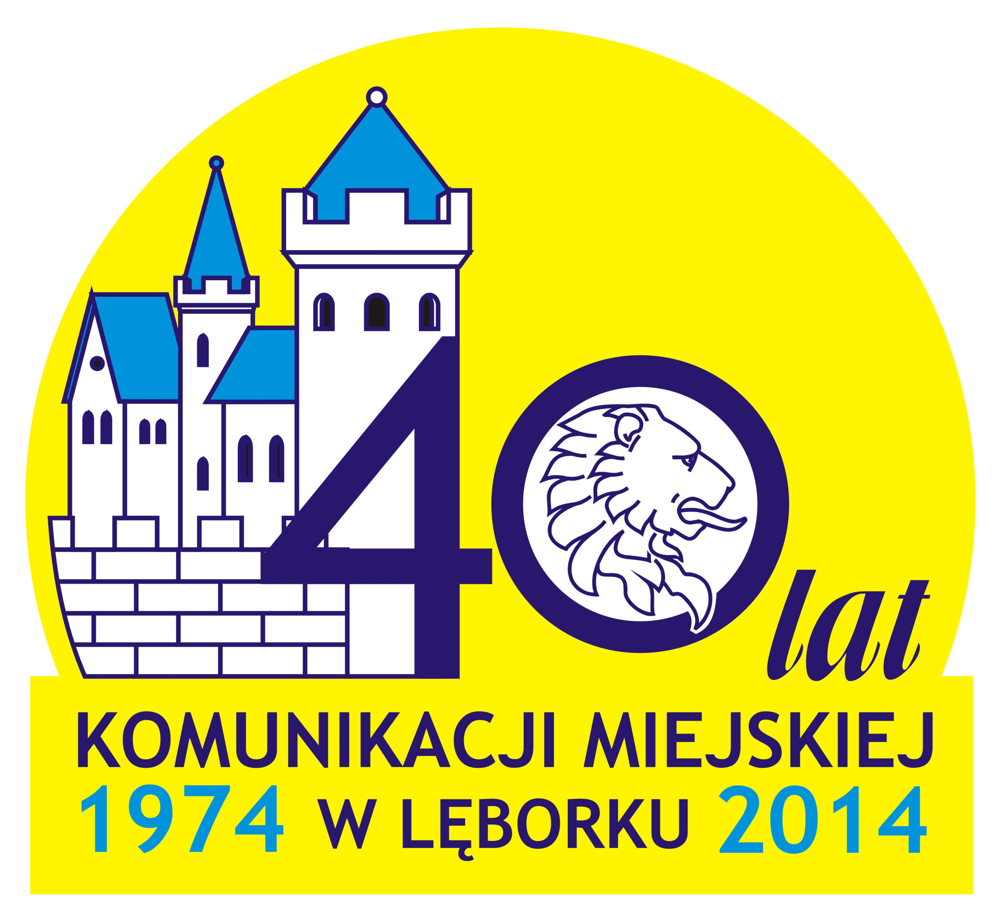 40 lat
KOMUNIKACJI MIEJSKIEJ
1974 W LĘBORKU 2014